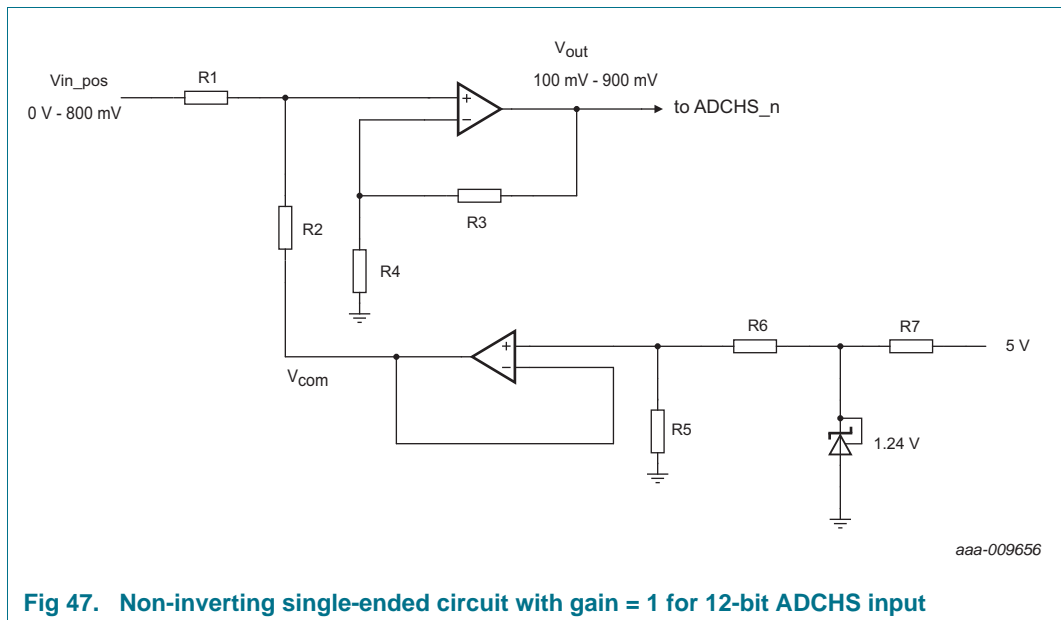 Vin_pos
0 V - 800 mV
R1
Vout
100 mV - 900 mV
+
−
to ADCHS_n
R3
R2
R4
Vcom
+
−
R6
R7
5 V
R5
1.24 V
aaa-009656
Fig 47. Non-inverting single-ended circuit with gain = 1 for 12-bit ADCHS input